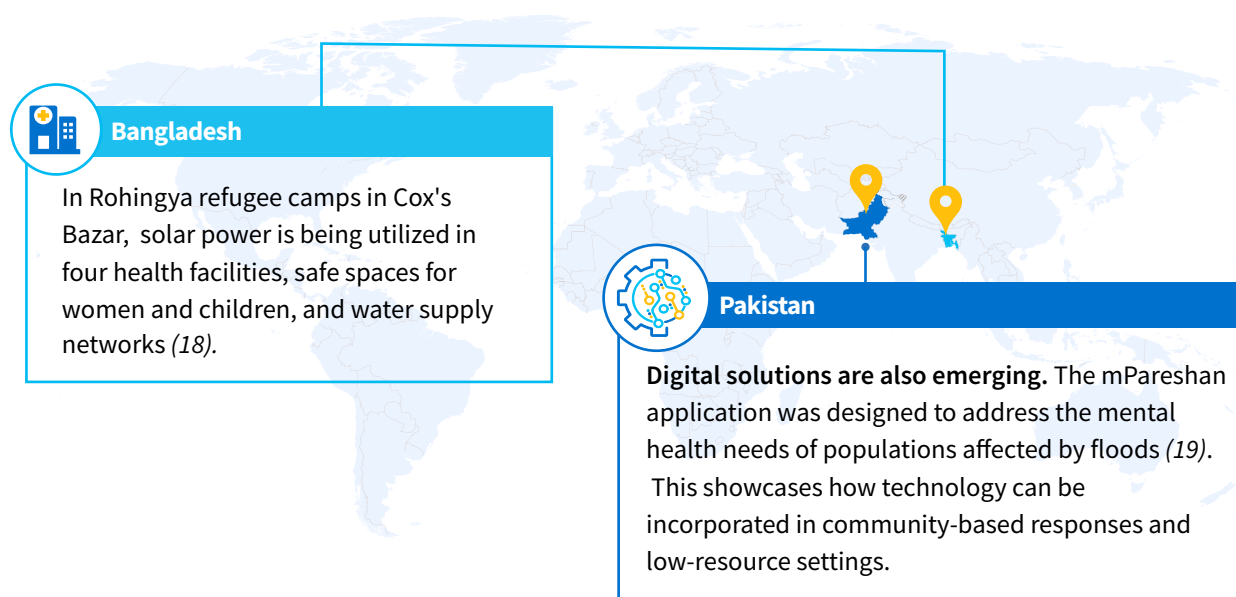 Bangladesh
In Rohingya refugee camps in Cox's
Bazar,  solar power is being utilized in
four health facilities, safe spaces for
women and children, and water supply
networks (18).
Pakistan
Digital solutions are also emerging. The mPareshan
application was designed to address the mental
health needs of populations affected by floods (19).
This showcases how technology can be
incorporated in community-based responses and
low-resource settings.